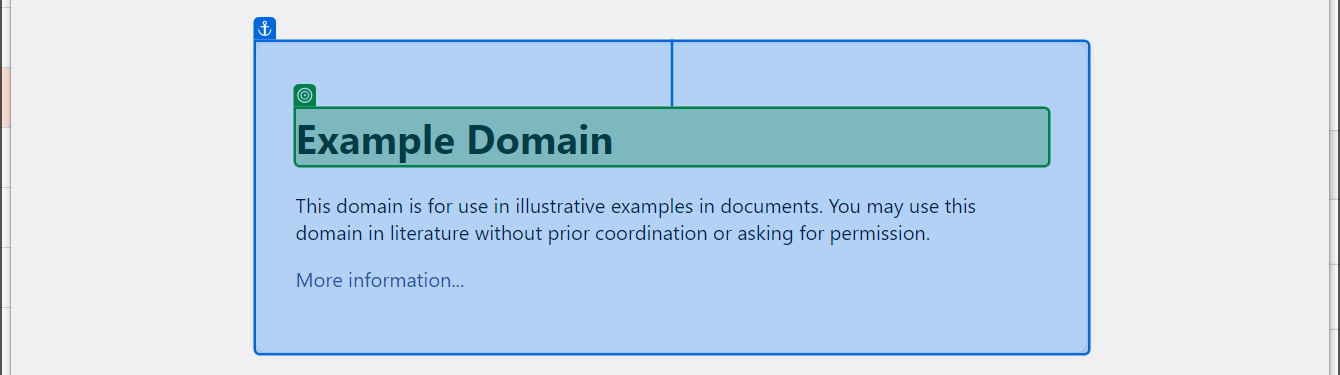 Example Domain
This domain is for use in illustrative examples in documents. You may use this
domain in literature without prior coordination or asking for permission.
More information...